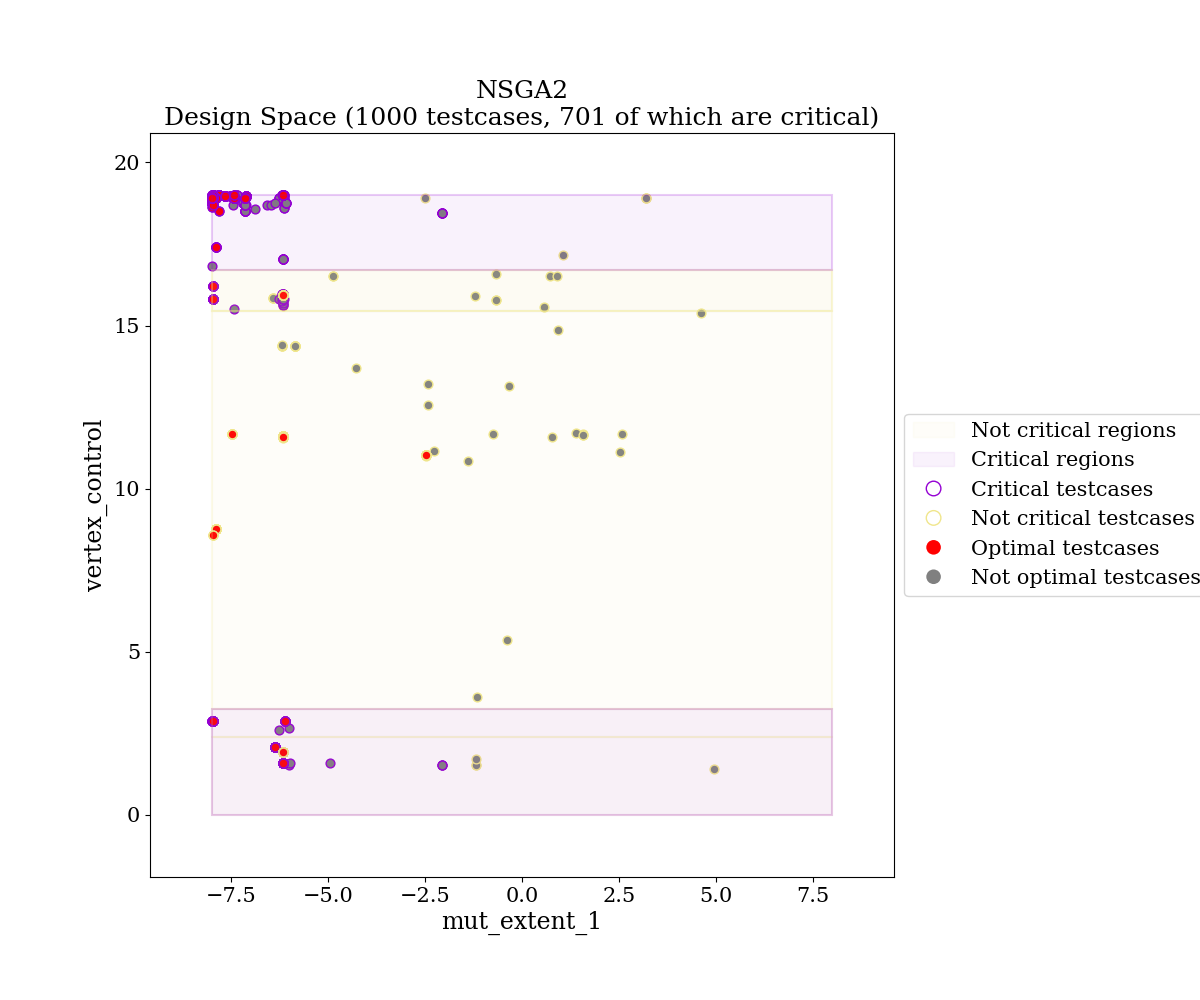 NSGA2
Design Space (1000 testcases, 701 of which are critical)
20
15
10
5
0
vertex_control
−7.5
−5.0
−2.5
0.0
2.5
5.0
7.5
mut_extent_1
Not critical regions
Critical regions
Critical testcases
Not critical testcases
Optimal testcases
Not optimal testcases